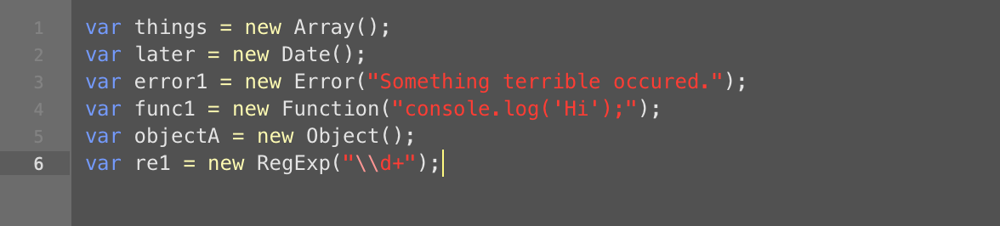 1 var things = new Array();
2 var later = new Date();
3 var error1 = new Error("Something terrible occured.");
4 var func1 = new Function("console.log('Hi');");
5 var objectA = new Object();
6 var re1 = new RegExp("\\d+");